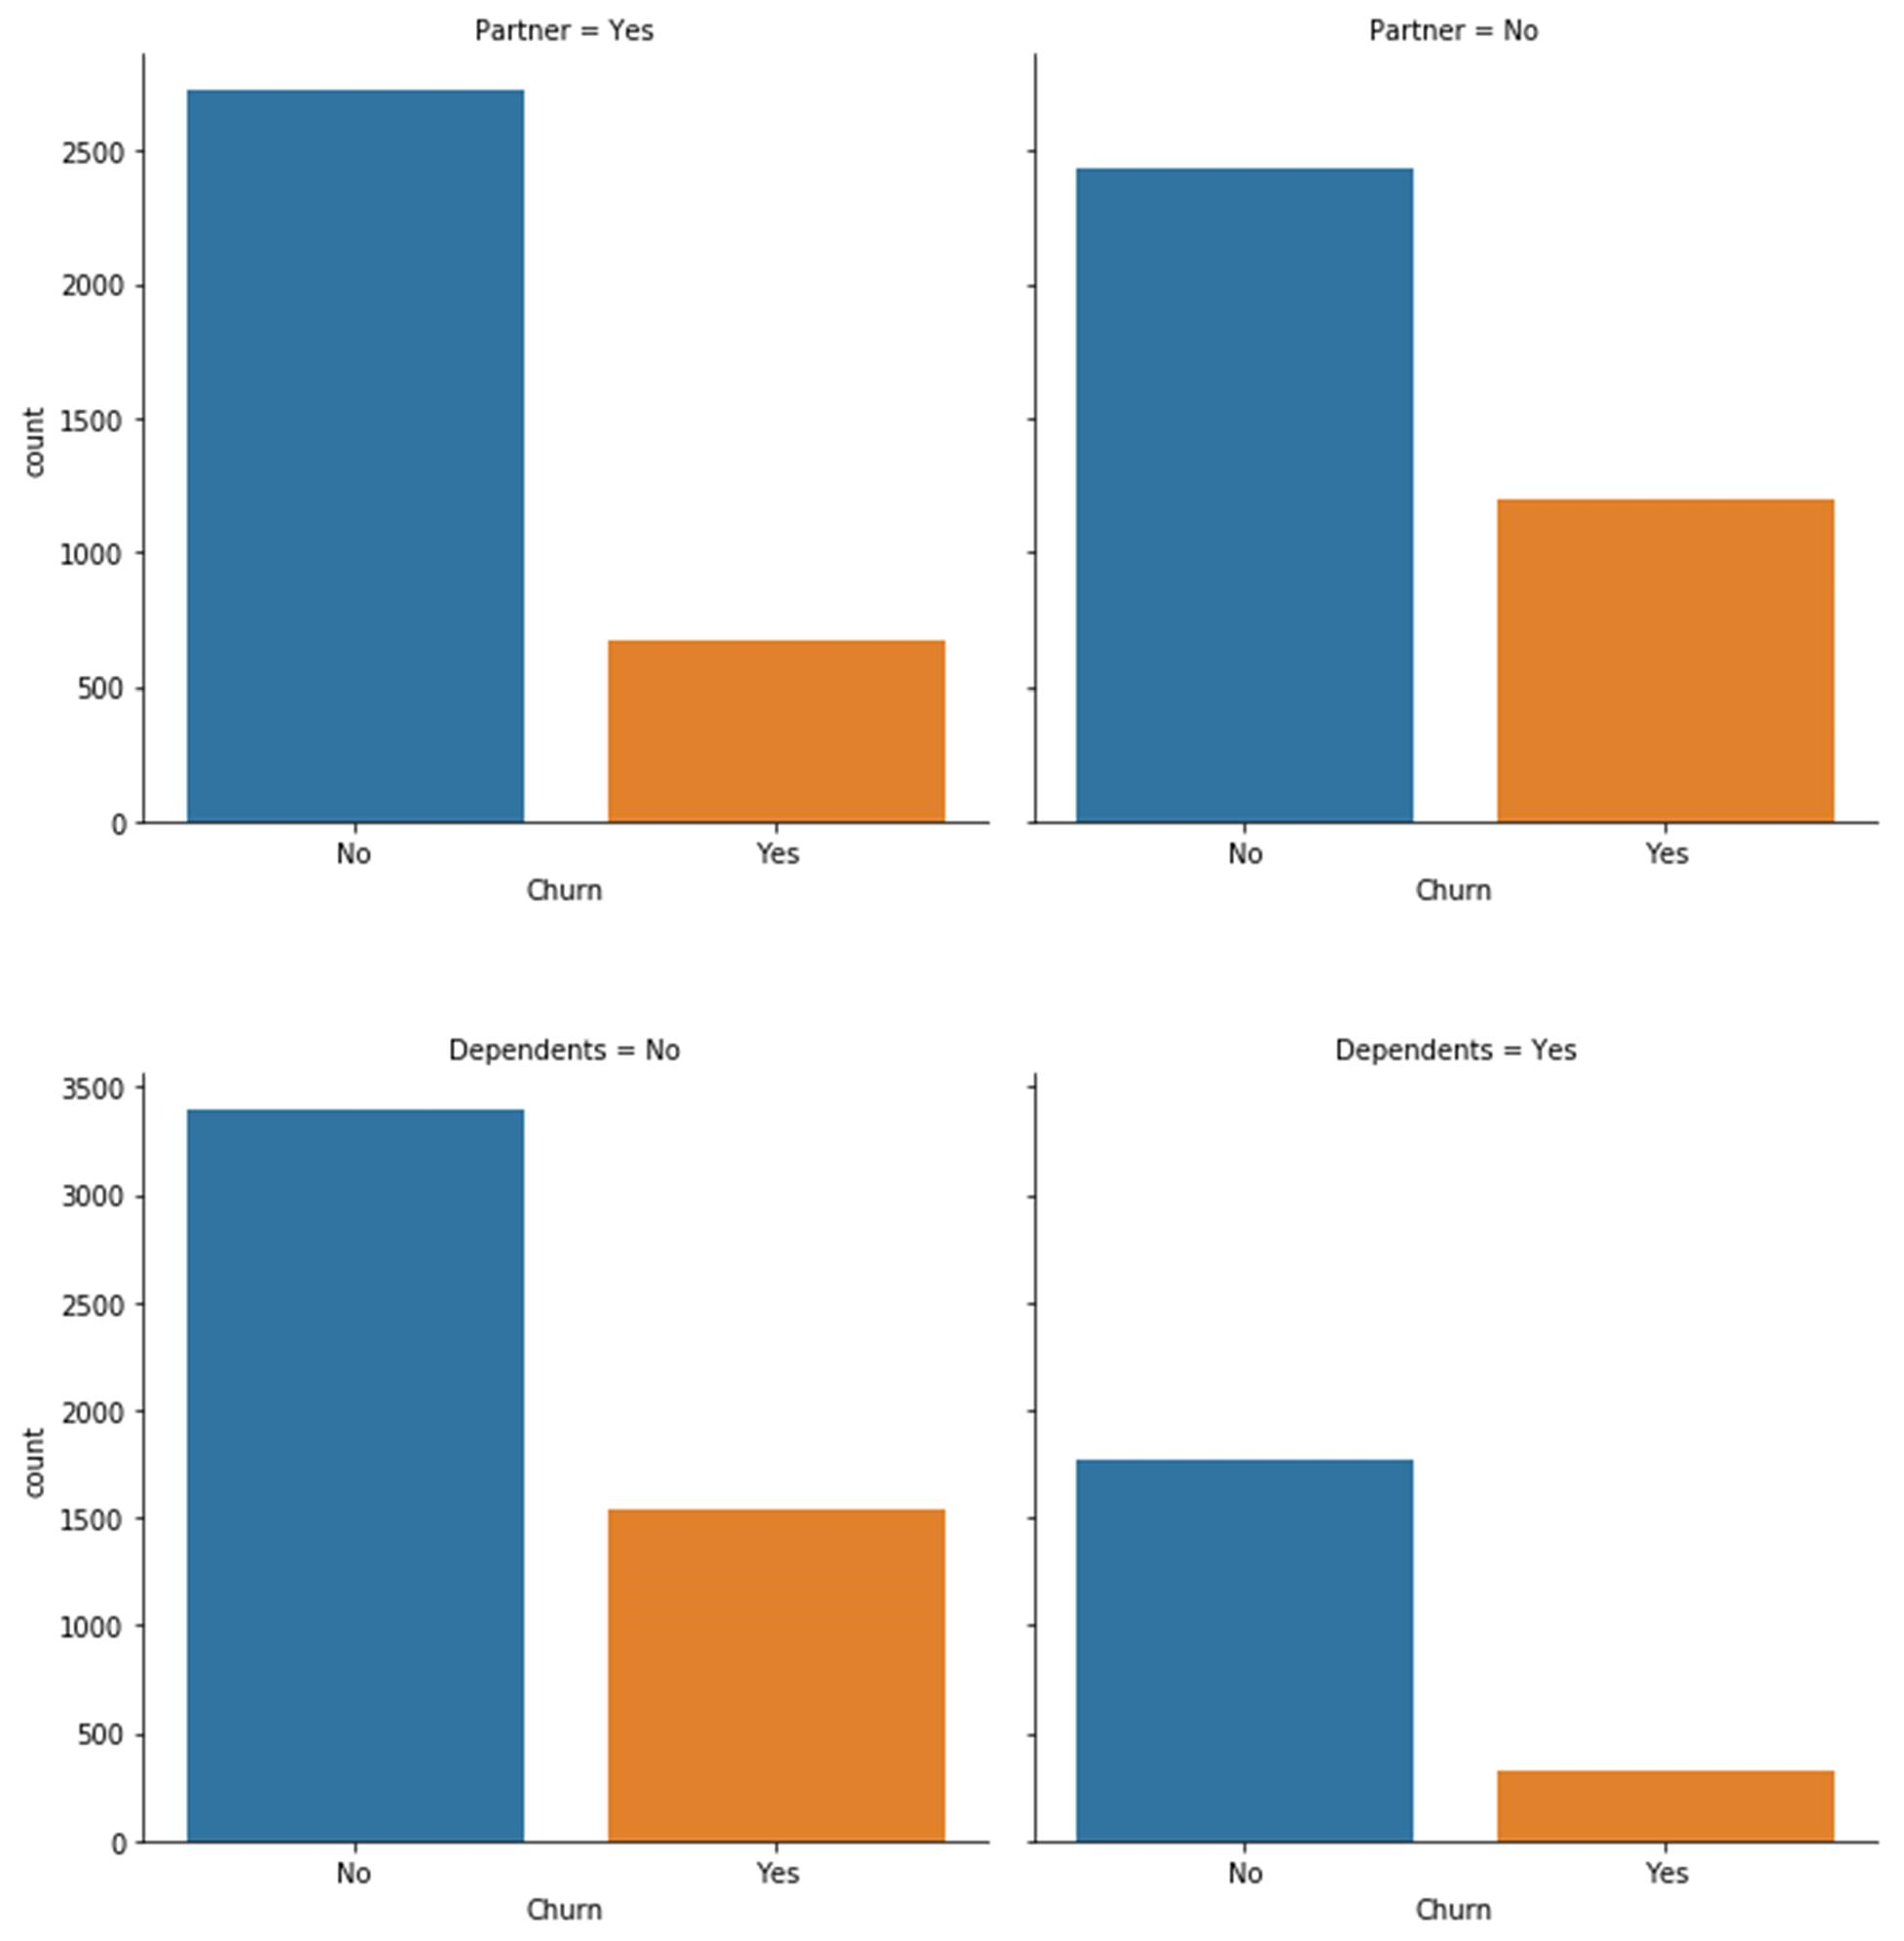 Partner = Yes
Partner = No
2500
2000
1500
1000
500
0
count
No
Yes
No
Yes
Churn
Churn
Dependents = No
Dependents = Yes
3500
3000
2500
2000
1500
1000
500
0
count
No
Yes
No
Yes
Churn
Churn